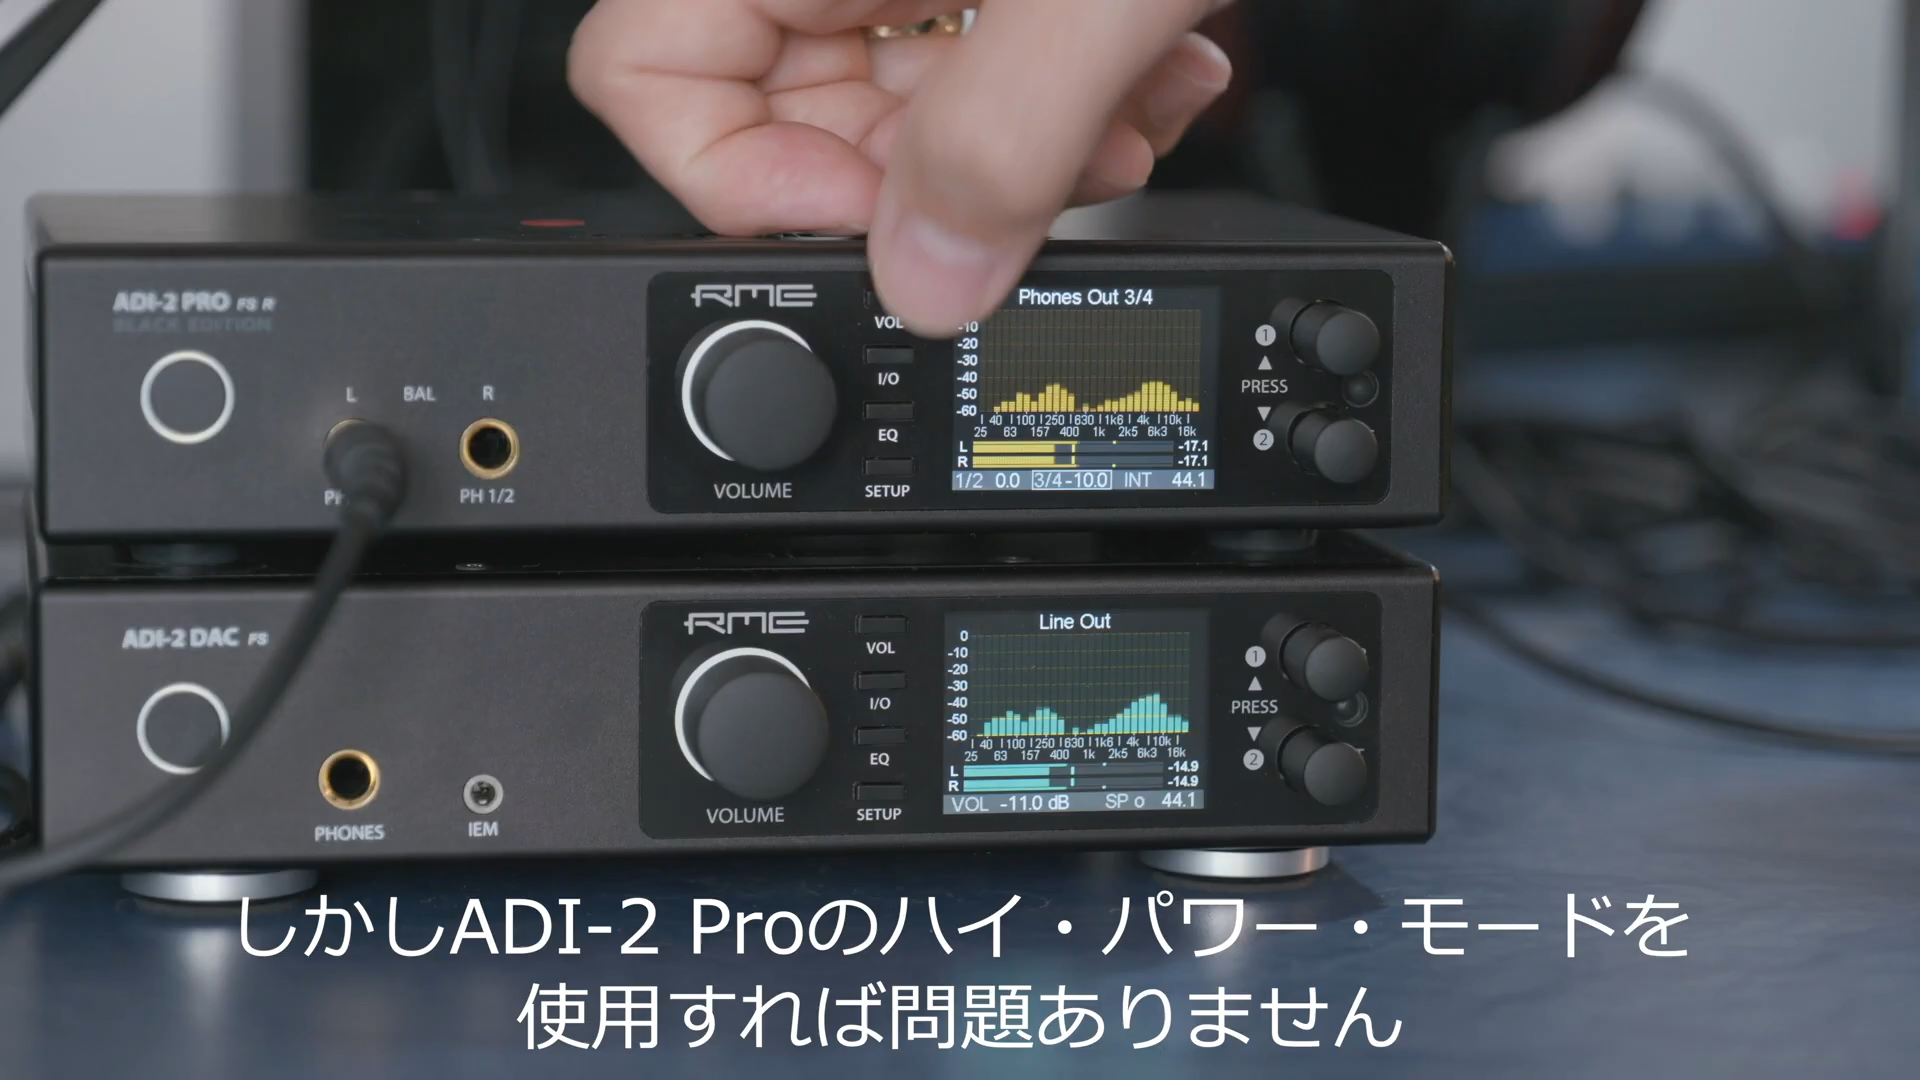 ADI-2 PRO FS R
BLACK EDITION
L BAL R
PH 1/2
RME
VOLUME
VOL
I/O
EQ
SETUP
Phones Out 3/4
-10
-20
-30
-40
-50
-60
40 100 250 630 1k6 4k 10k
25 63 157 400 1k 2k5 6k3 16k
L -17.1
R -17.1
1/2 0.0 3/4 -10.0 INT 44.1
1
PRESS
2
ADI-2 DAC FS
PHONES
IEM
RME
VOLUME
VOL
I/O
EQ
SETUP
Line Out
0
-10
-20
-30
-40
-50
-60
40 100 250 630 1k6 4k 10k
25 63 157 400 1k 2k5 6k3 16k
L -14.9
R -14.9
VOL -11.0 dB SP o 44.1
1
PRESS
2
しかしADI-2 Proのハイ・パワー・モードを
使用すれば問題ありません